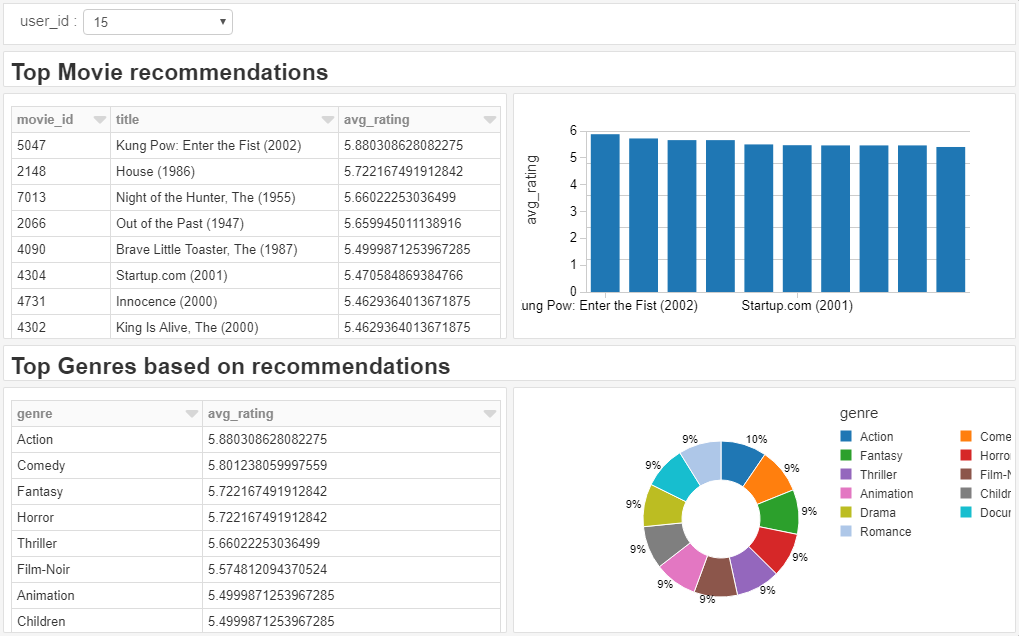 user_id : 15
Top Movie recommendations
movie_id title avg_rating
5047 Kung Pow: Enter the Fist (2002) 5.880308628082275
2148 House (1986) 5.722167491912842
7013 Night of the Hunter, The (1955) 5.66022253036499
2066 Out of the Past (1947) 5.659945011138916
4090 Brave Little Toaster, The (1987) 5.4999871253967285
4304 Startup.com (2001) 5.470584869384766
4731 Innocence (2000) 5.4629364013671875
4302 King Is Alive, The (2000) 5.4629364013671875
avg_rating
6
5
4
3
2
1
0
ung Pow: Enter the Fist (2002) Startup.com (2001)
Top Genres based on recommendations
genre avg_rating
Action 5.880308628082275
Comedy 5.801238059997559
Fantasy 5.722167491912842
Horror 5.722167491912842
Thriller 5.66022253036499
Film-Noir 5.574812094370524
Animation 5.4999871253967285
Children 5.4999871253967285
genre
Action Come
Fantasy Horro
Thriller Film-N
Animation Childr
Drama Docur
Romance
9% 10%
9% 9%
9% 9%
9% 9%
9% 9%
9%